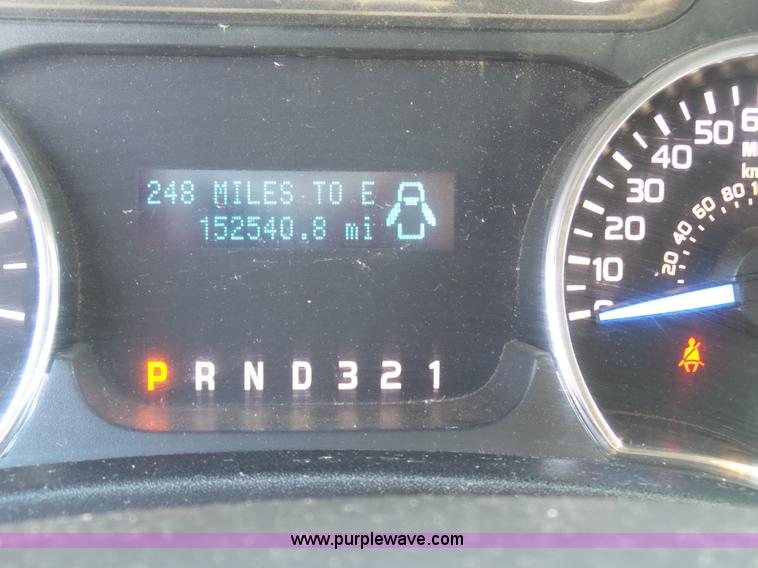 248 MILES TO E
152540.8 mi
P R N D 3 2 1
0 10 20 30 40 50
20 40 60 80
www.purplewave.com